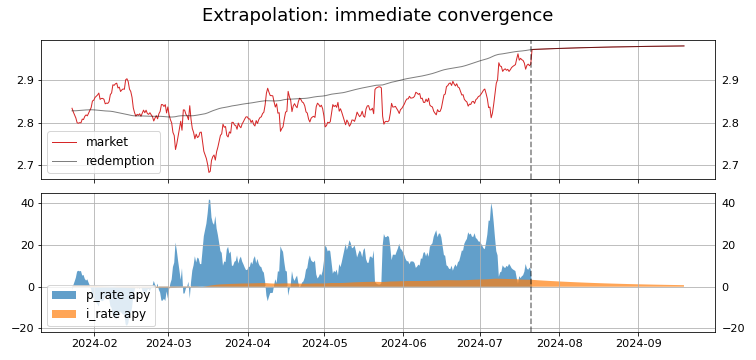 Extrapolation: immediate convergence
2.9 2.9
2.8 2.8
2.7 2.7
market
redemption
40 40
20 20
0 0
−20 −20
p_rate apy
i_rate apy
2024-02 2024-03 2024-04 2024-05 2024-06 2024-07 2024-08 2024-09